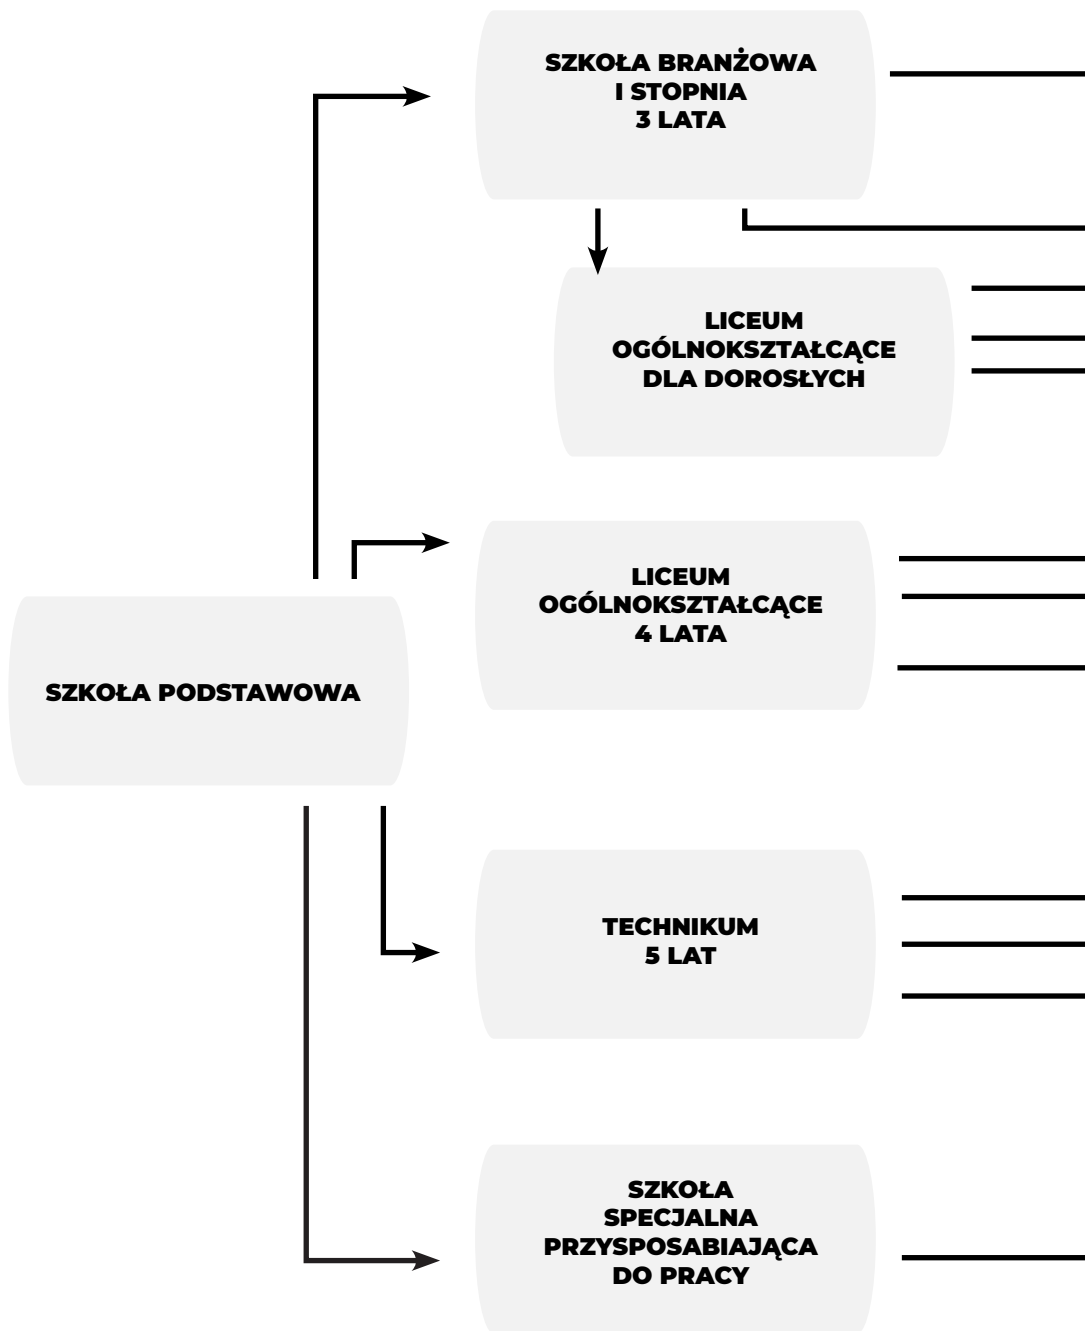 SZKOŁA BRANŻOWA
I STOPNIA
3 LATA
LICEUM
OGÓLNOKSZTAŁCĄCE
DLA DOROSŁYCH
LICEUM
OGÓLNOKSZTAŁCĄCE
4 LATA
SZKOŁA PODSTAWOWA
TECHNIKUM
5 LAT
SZKOŁA
SPECJALNA
PRZYSPOSABIAJĄCA
DO PRACY